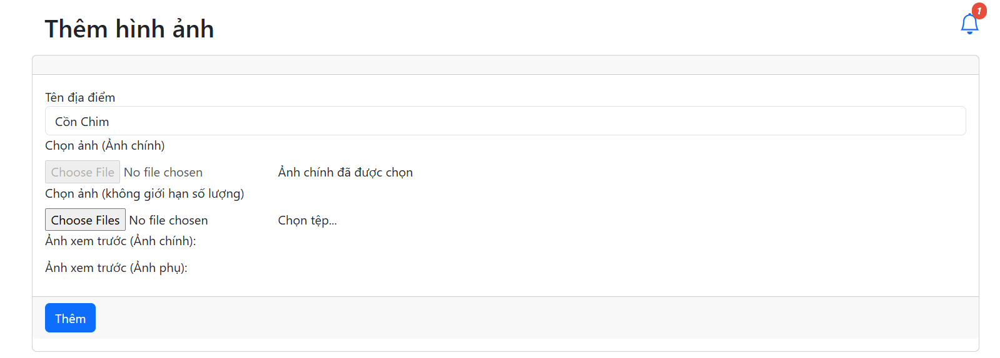 Thêm hình ảnh
1
Tên địa điểm
Cồn Chim
Chọn ảnh (Ảnh chính)
Choose File No file chosen Ảnh chính đã được chọn
Chọn ảnh (không giới hạn số lượng)
Choose Files No file chosen Chọn tệp...
Ảnh xem trước (Ảnh chính):
Ảnh xem trước (Ảnh phụ):
Thêm